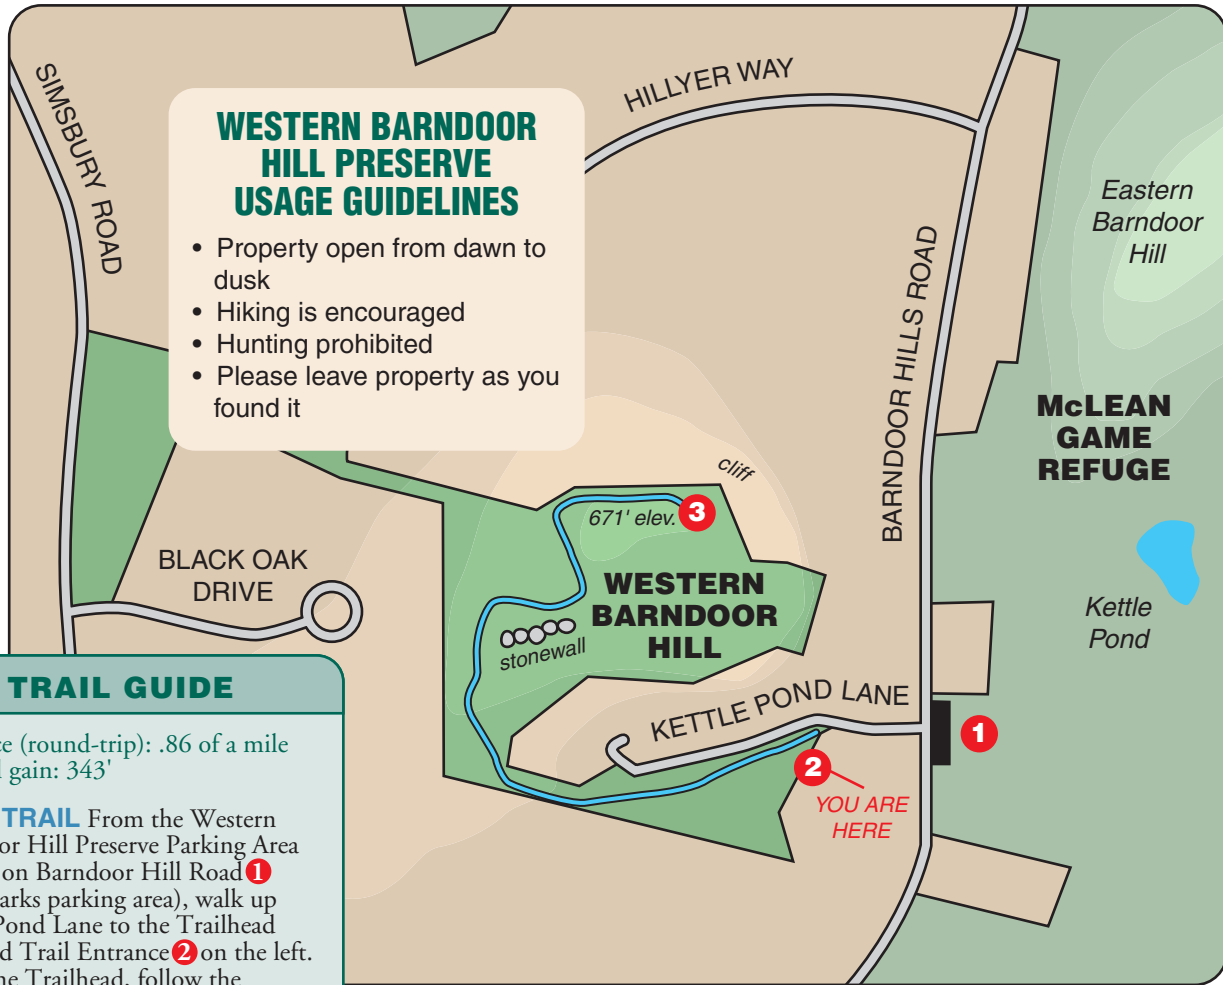 SIMSBURY ROAD
HILLYER WAY
WESTERN BARNDOOR
HILL PRESERVE
USAGE GUIDELINES
• Property open from dawn to
dusk
• Hiking is encouraged
• Hunting prohibited
• Please leave property as you
found it
Eastern
Barndoor
Hill
BARNDOOR HILLS ROAD
McLEAN
GAME
REFUGE
cliff
671' elev.
3
BLACK OAK
DRIVE
WESTERN
BARNDOOR
HILL
stonewall
Kettle
Pond
KETTLE POND LANE
1
2
YOU ARE
HERE
TRAIL GUIDE
(round-trip): .86 of a mile
gain: 343'
TRAIL From the Western
Hill Preserve Parking Area
on Barndoor Hill Road 1
parking area), walk up
Pond Lane to the Trailhead
Trail Entrance 2 on the left.
Trailhead, follow the